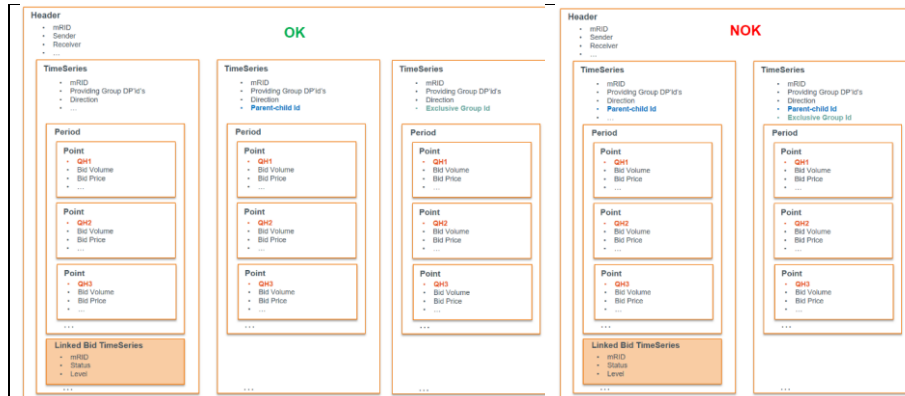 Header
• mRID
• Sender
• Receiver
• ...
OK
TimeSeries
• mRID
• Providing Group DP'Id's
• Direction
• ...
Period
Point
• QH1
• Bid Volume
• Bid Price
• ...
Point
• QH2
• Bid Volume
• Bid Price
• ...
Point
• QH3
• Bid Volume
• Bid Price
• ...
...
Linked Bid TimeSeries
• mRID
• Status
• Level
...
TimeSeries
• mRID
• Providing Group DP'Id's
• Direction
• Parent-child Id
Period
Point
• QH1
• Bid Volume
• Bid Price
• ...
Point
• QH2
• Bid Volume
• Bid Price
• ...
Point
• QH3
• Bid Volume
• Bid Price
• ...
...
...
TimeSeries
• mRID
• Providing Group DP'Id's
• Direction
• Exclusive Group Id
Period
Point
• QH1
• Bid Volume
• Bid Price
• ...
Point
• QH2
• Bid Volume
• Bid Price
• ...
Point
• QH3
• Bid Volume
• Bid Price
• ...
...
...
Header
• mRID
• Sender
• Receiver
• ...
NOK
TimeSeries
• mRID
• Providing Group DP'Id's
• Direction
• Parent-child Id
• ...
Period
Point
• QH1
• Bid Volume
• Bid Price
• ...
Point
• QH2
• Bid Volume
• Bid Price
• ...
Point
• QH3
• Bid Volume
• Bid Price
• ...
...
Linked Bid TimeSeries
• mRID
• Status
• Level
...
TimeSeries
• mRID
• Providing Group DP'Id's
• Direction
• Parent-child Id
• Exclusive Group Id
Period
Point
• QH1
• Bid Volume
• Bid Price
• ...
Point
• QH2
• Bid Volume
• Bid Price
• ...
Point
• QH3
• Bid Volume
• Bid Price
• ...
...
...